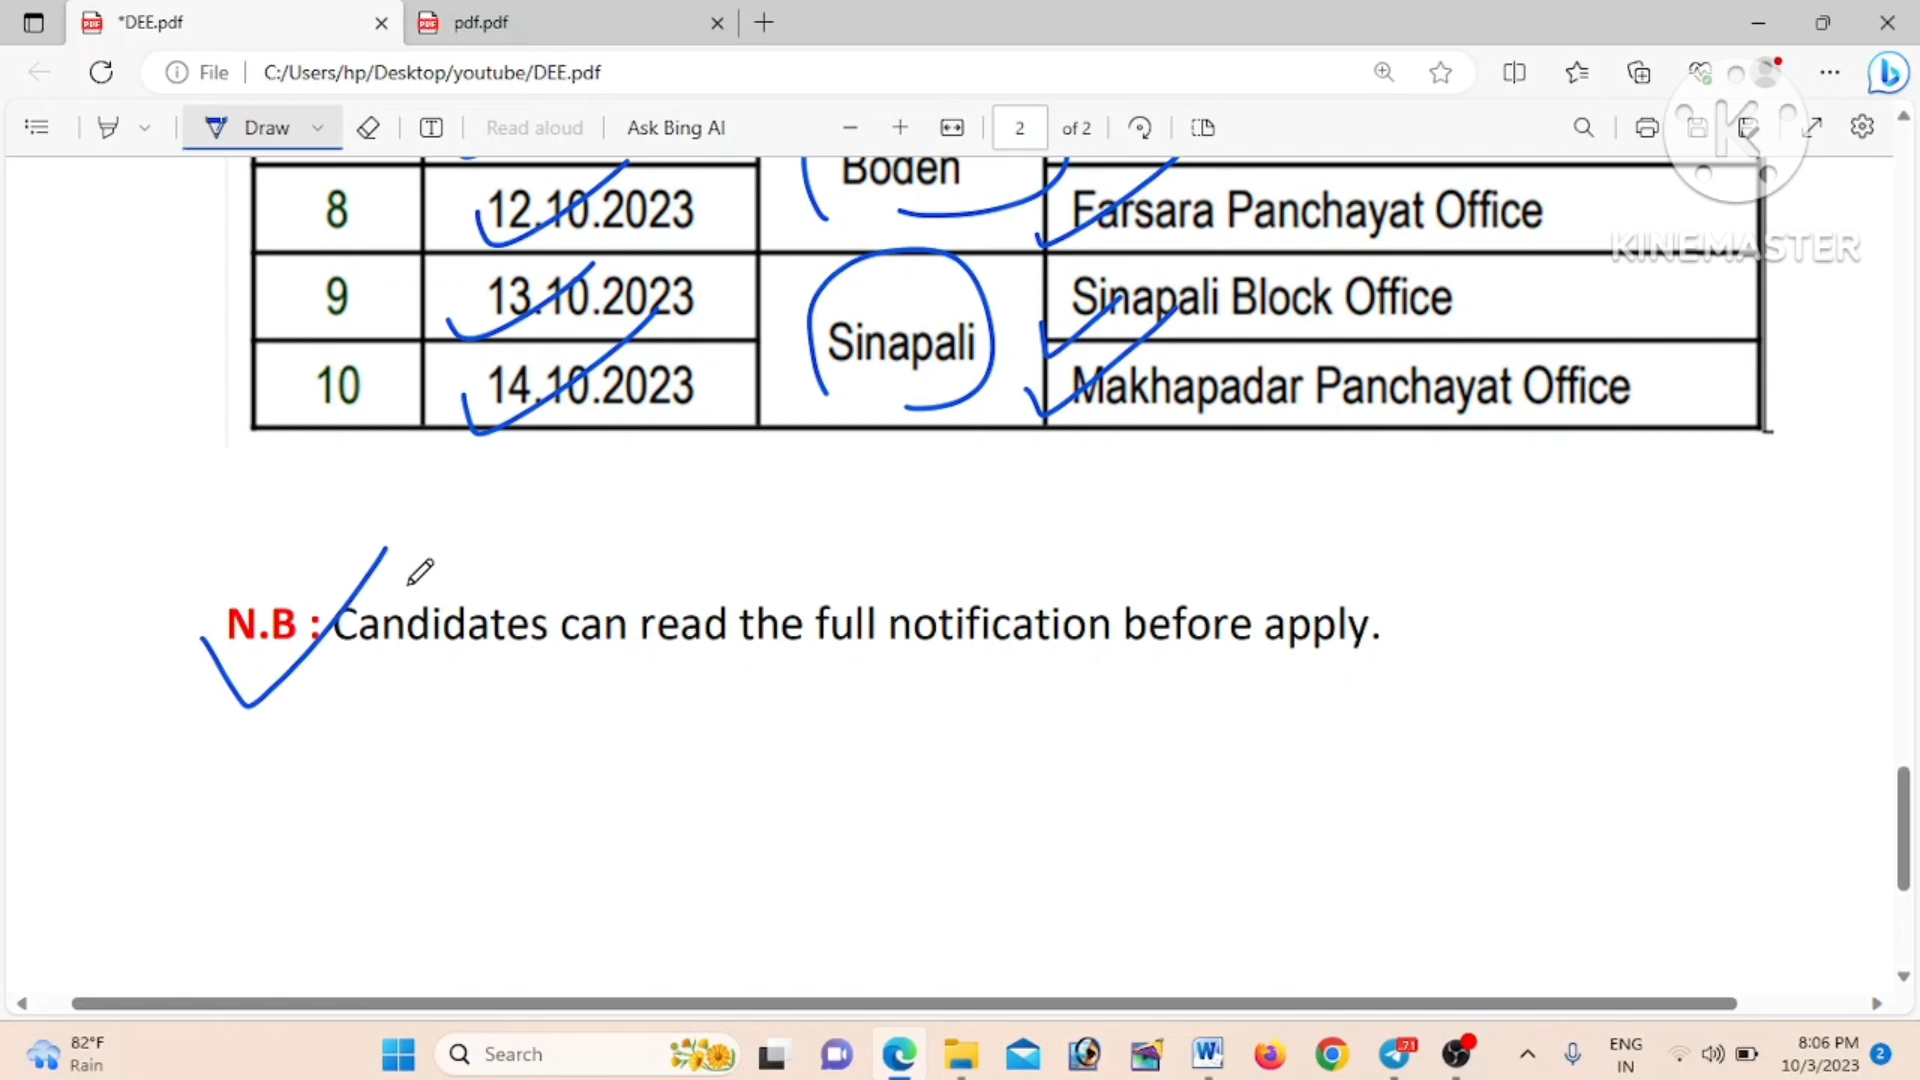 *DEE.pdf
pdf.pdf
File
C:/Users/hp/Desktop/youtube/DEE.pdf
Draw
Read aloud
Ask Bing AI
2
of 2
K
KINEMASTER
Boden
8
12.10.2023
Farsara Panchayat Office
9
13.10.2023
Sinapali
Sinapali Block Office
10
14.10.2023
Makhapadar Panchayat Office
N.B : Candidates can read the full notification before apply.
82°F
Rain
Search
71
ENG
IN
8:06 PM
10/3/2023
2